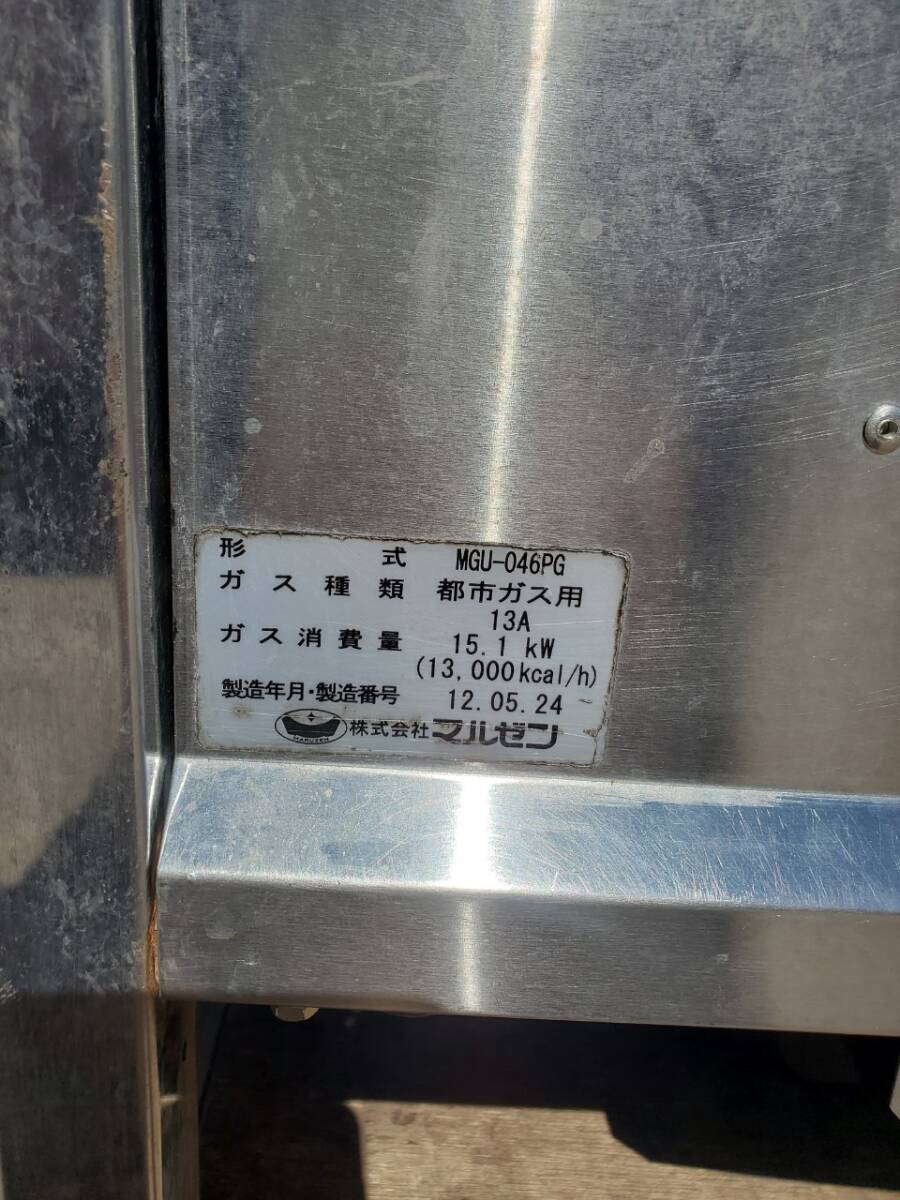 形式 MGU-046PG
ガス種類 都市ガス用
13A
ガス消費量 15.1 kW
(13,000kcal/h)
製造年月・製造番号 12.05.24
MARUZEN 株式会社マルゼン